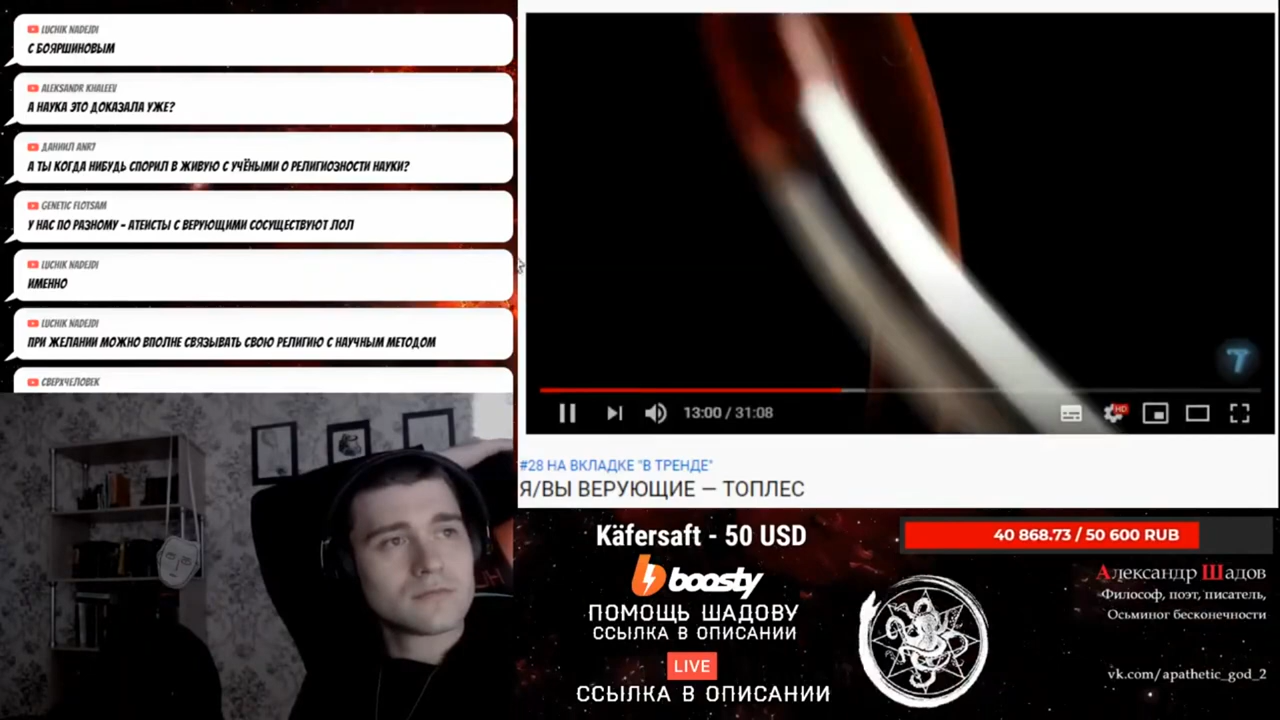 LUCHIK NADEJDI
С БОЯРШИНОВЫМ
ALEKSANDR KHALEEV
А НАУКА ЭТО ДОКАЗАЛА УЖЕ?
ДАНИИЛ ANRJ
А ТЫ КОГДА НИБУДЬ СПОРИЛ В ЖИВУЮ С УЧЁНЫМИ О РЕЛИГИОЗНОСТИ НАУКИ?
GENETIC FLOTSAM
У НАС ПО РАЗНОМУ - АТЕИСТЫ С ВЕРУЮЩИМИ СОСУЩЕСТВУЮТ ЛОЛ
LUCHIK NADEJDI
ИМЕННО
LUCHIK NADEJDI
ПРИ ЖЕЛАНИИ МОЖНО ВПОЛНЕ СВЯЗЫВАТЬ СВОЮ РЕЛИГИЮ С НАУЧНЫМ МЕТОДОМ
СВЕРХЧЕЛОВЕК
T
13:00 / 31:08
HD
#28 НА ВКЛАДКЕ "В ТРЕНДЕ"
Я/ВЫ ВЕРУЮЩИЕ — ТОПЛЕС
Käfersaft - 50 USD
boosty
ПОМОЩЬ ШАДОВУ
ССЫЛКА В ОПИСАНИИ
LIVE
ССЫЛКА В ОПИСАНИИ
40 868.73 / 50 600 RUB
Александр Шадов
Философ, поэт, писатель,
Осьминог бесконечности
vk.com/apathetic_god_2